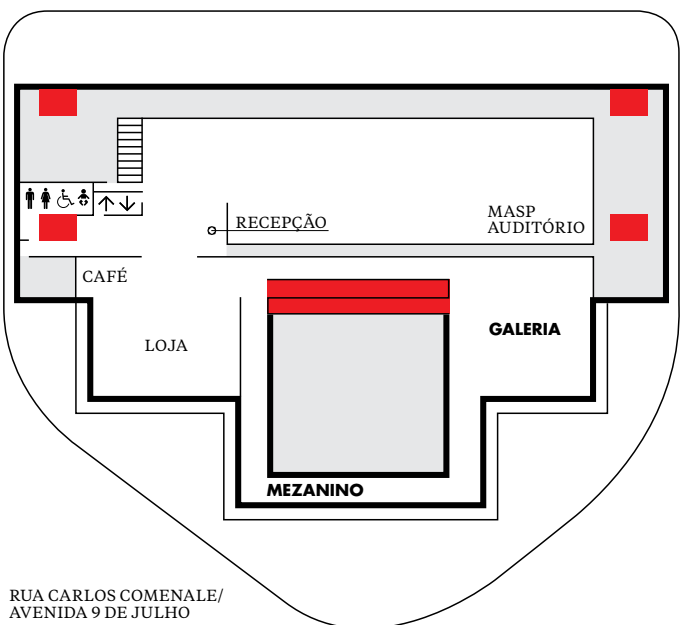 RECEPÇÃO
MASP
AUDITÓRIO
CAFÉ
GALERIA
LOJA
MEZANINO
RUA CARLOS COMENALE/
AVENIDA 9 DE JULHO